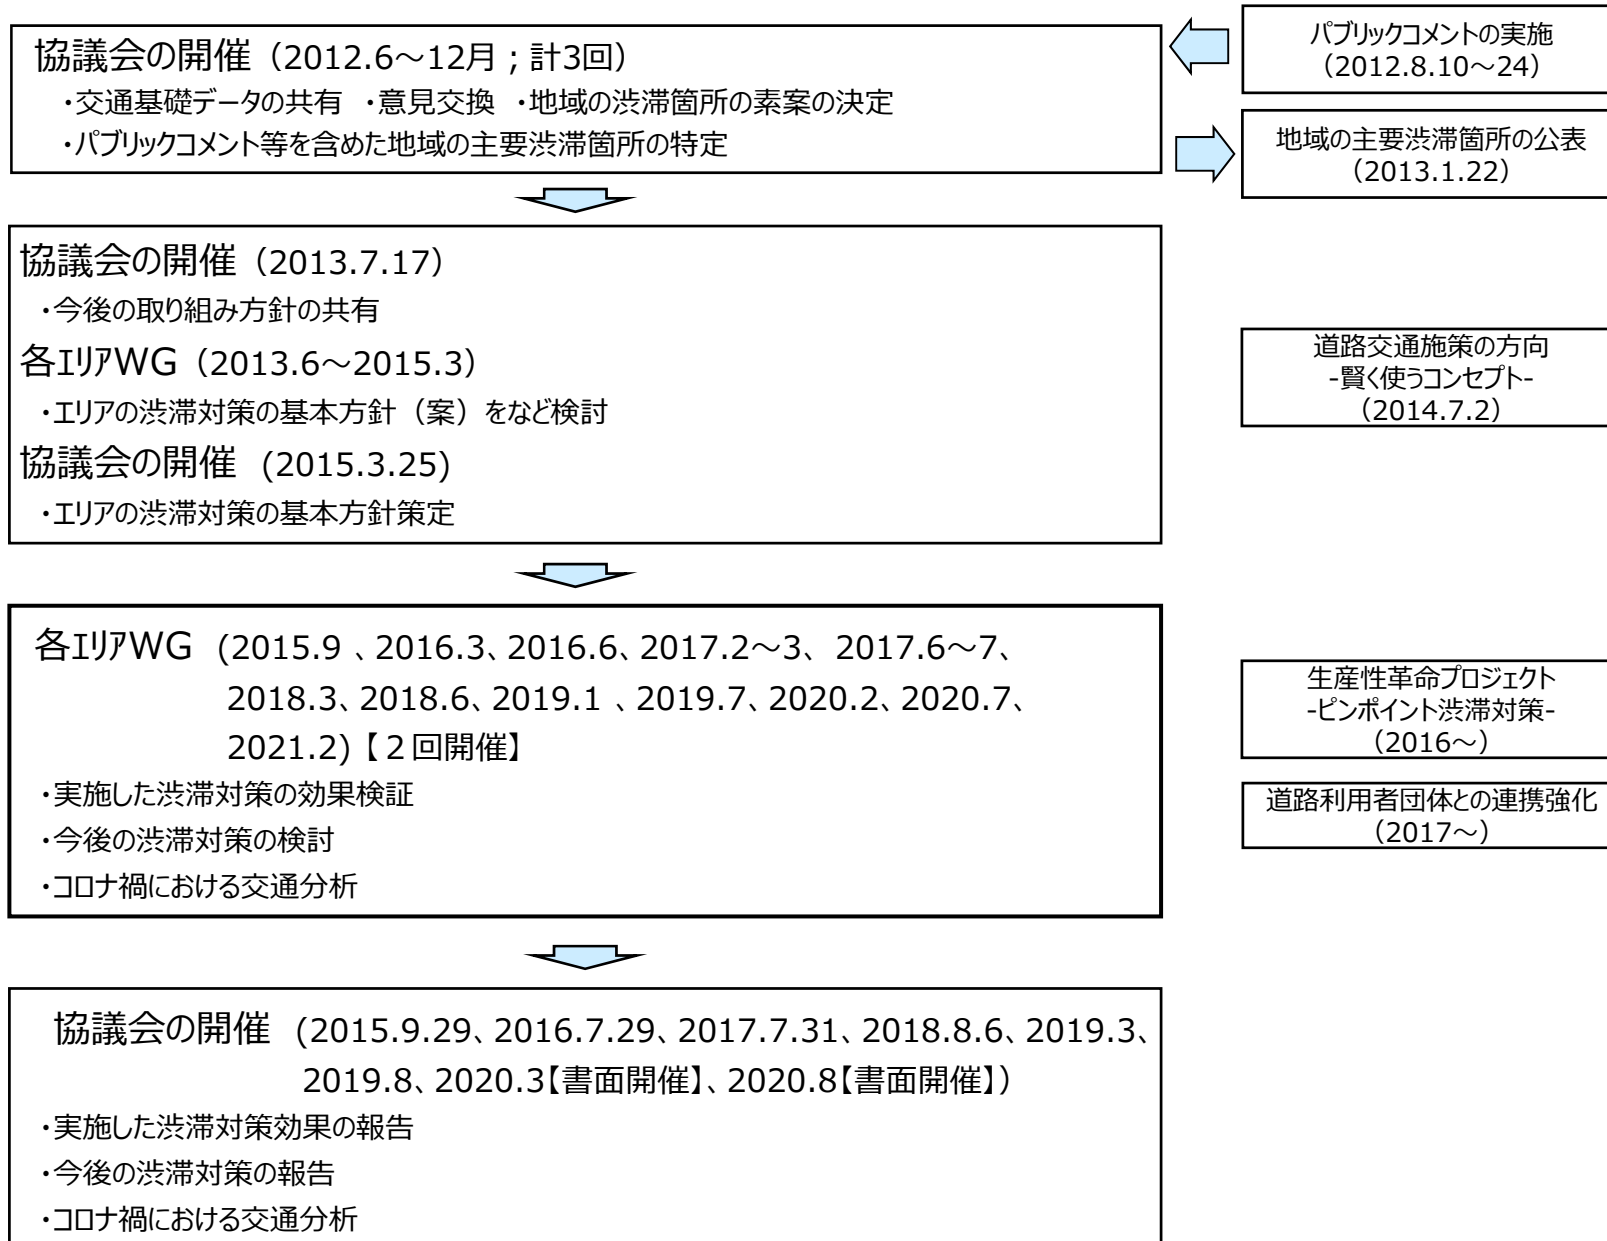 協議会の開催（2012.6～12月；計3回）
・交通基礎データの共有　・意見交換　・地域の渋滞箇所の素案の決定
・パブリックコメント等を含めた地域の主要渋滞箇所の特定
パブリックコメントの実施
（2012.8.10～24）
地域の主要渋滞箇所の公表
（2013.1.22）
協議会の開催（2013.7.17）
・今後の取り組み方針の共有
各エリアWG（2013.6～2015.3）
・エリアの渋滞対策の基本方針（案）をなど検討
協議会の開催 (2015.3.25)
・エリアの渋滞対策の基本方針策定
道路交通施策の方向
-賢く使うコンセプト-
（2014.7.2）
各エリアWG (2015.9 、2016.3、2016.6、2017.2～3、2017.6～7、
2018.3、2018.6、2019.1 、2019.7、2020.2、2020.7、
2021.2)【２回開催】
・実施した渋滞対策の効果検証
・今後の渋滞対策の検討
・コロナ禍における交通分析
生産性革命プロジェクト
-ピンポイント渋滞対策-
（2016～）
道路利用者団体との連携強化
（2017～）
協議会の開催 (2015.9.29、2016.7.29、2017.7.31、2018.8.6、2019.3、
2019.8、2020.3【書面開催】、2020.8【書面開催】）
・実施した渋滞対策効果の報告
・今後の渋滞対策の報告
・コロナ禍における交通分析